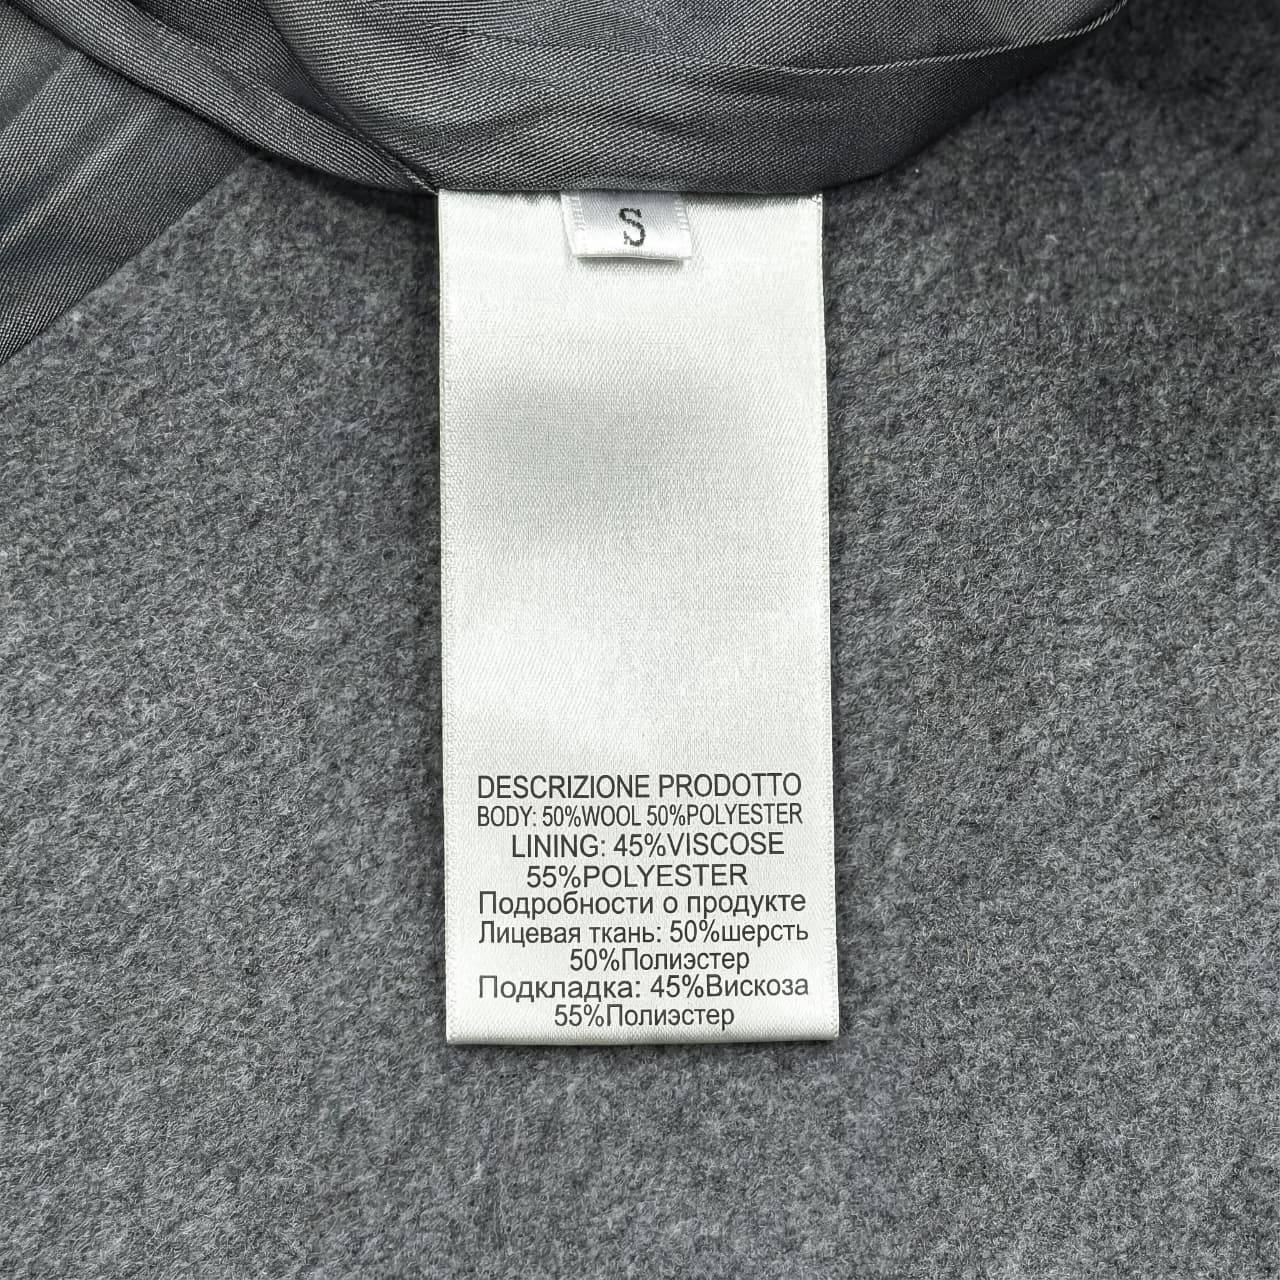 S
DESCRIZIONE PRODOTTO
BODY: 50%WOOL 50%POLYESTER
LINING: 45%VISCOSE
55%POLYESTER
Подробности о продукте
Лицевая ткань: 50%шерсть
50%Полиэстер
Подкладка: 45%Вискоза
55%Полиэстер